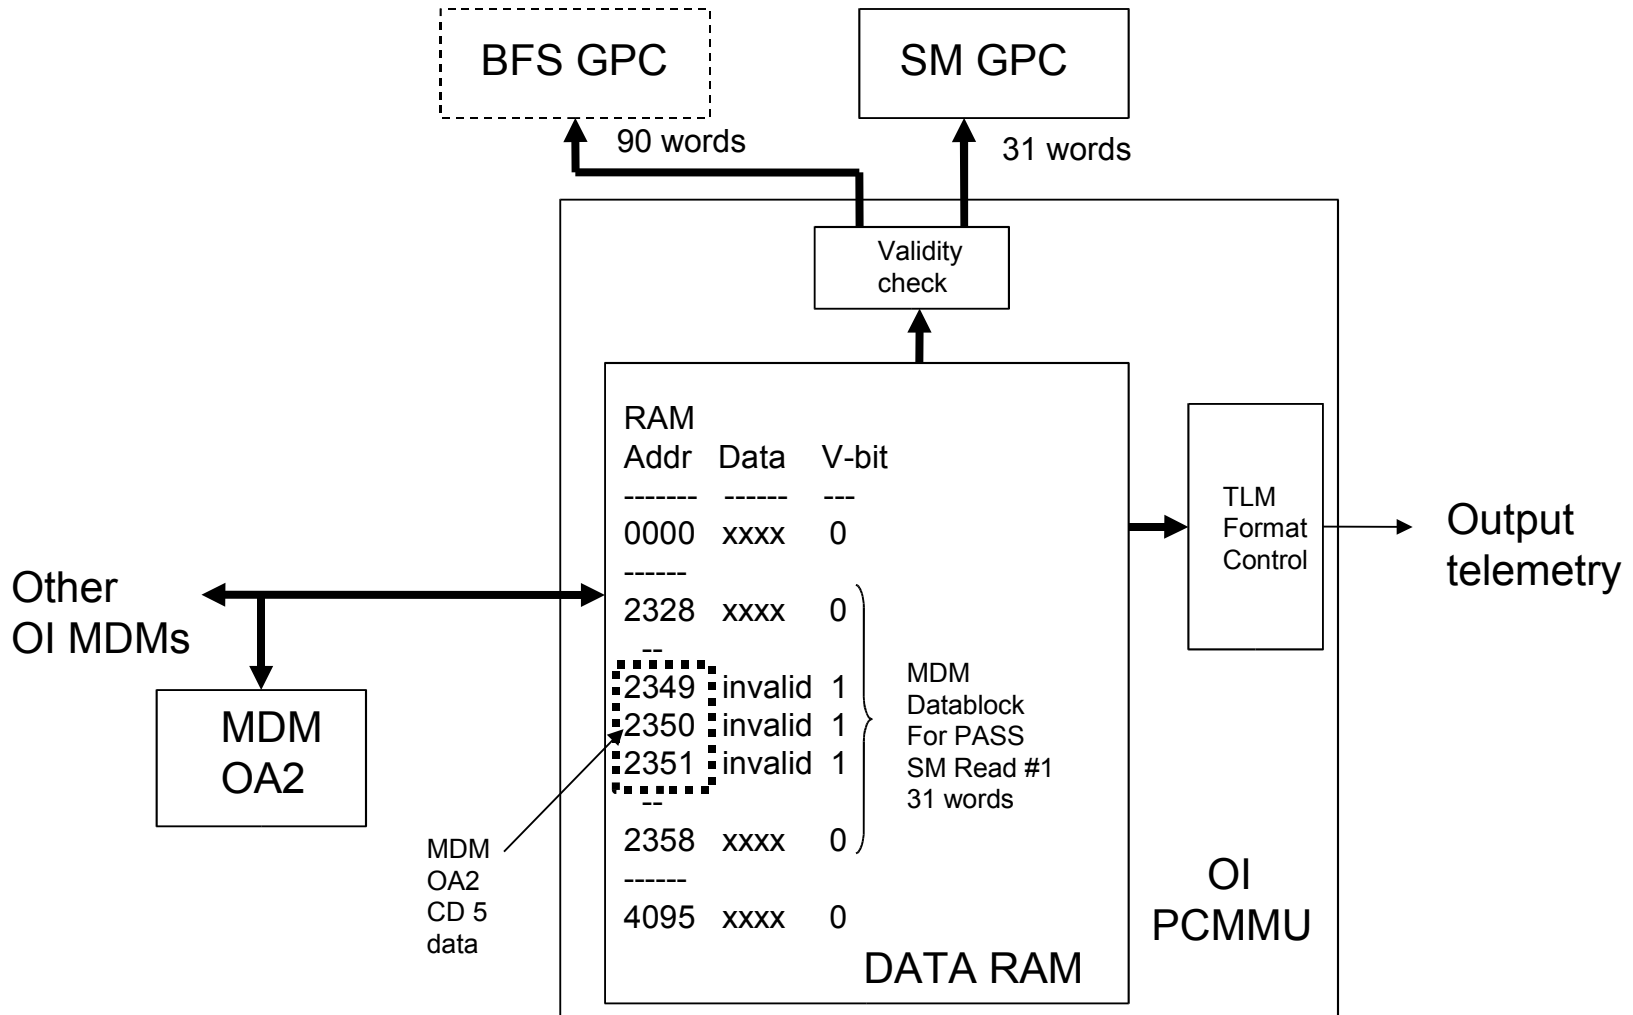 BFS GPC
SM GPC
90 words
31 words
Validity
check
RAM
Addr Data V-bit
------- ------ ---
0000 xxxx 0
------
2328 xxxx 0
--
2349 invalid 1
2350 invalid 1
2351 invalid 1
--
2358 xxxx 0
------
4095 xxxx 0
DATA RAM
MDM
Datablock
For PASS
SM Read #1
31 words
TLM
Format
Control
Output
telemetry
Other
OI MDMs
MDM
OA2
MDM
OA2
CD 5
data
OI
PCMMU